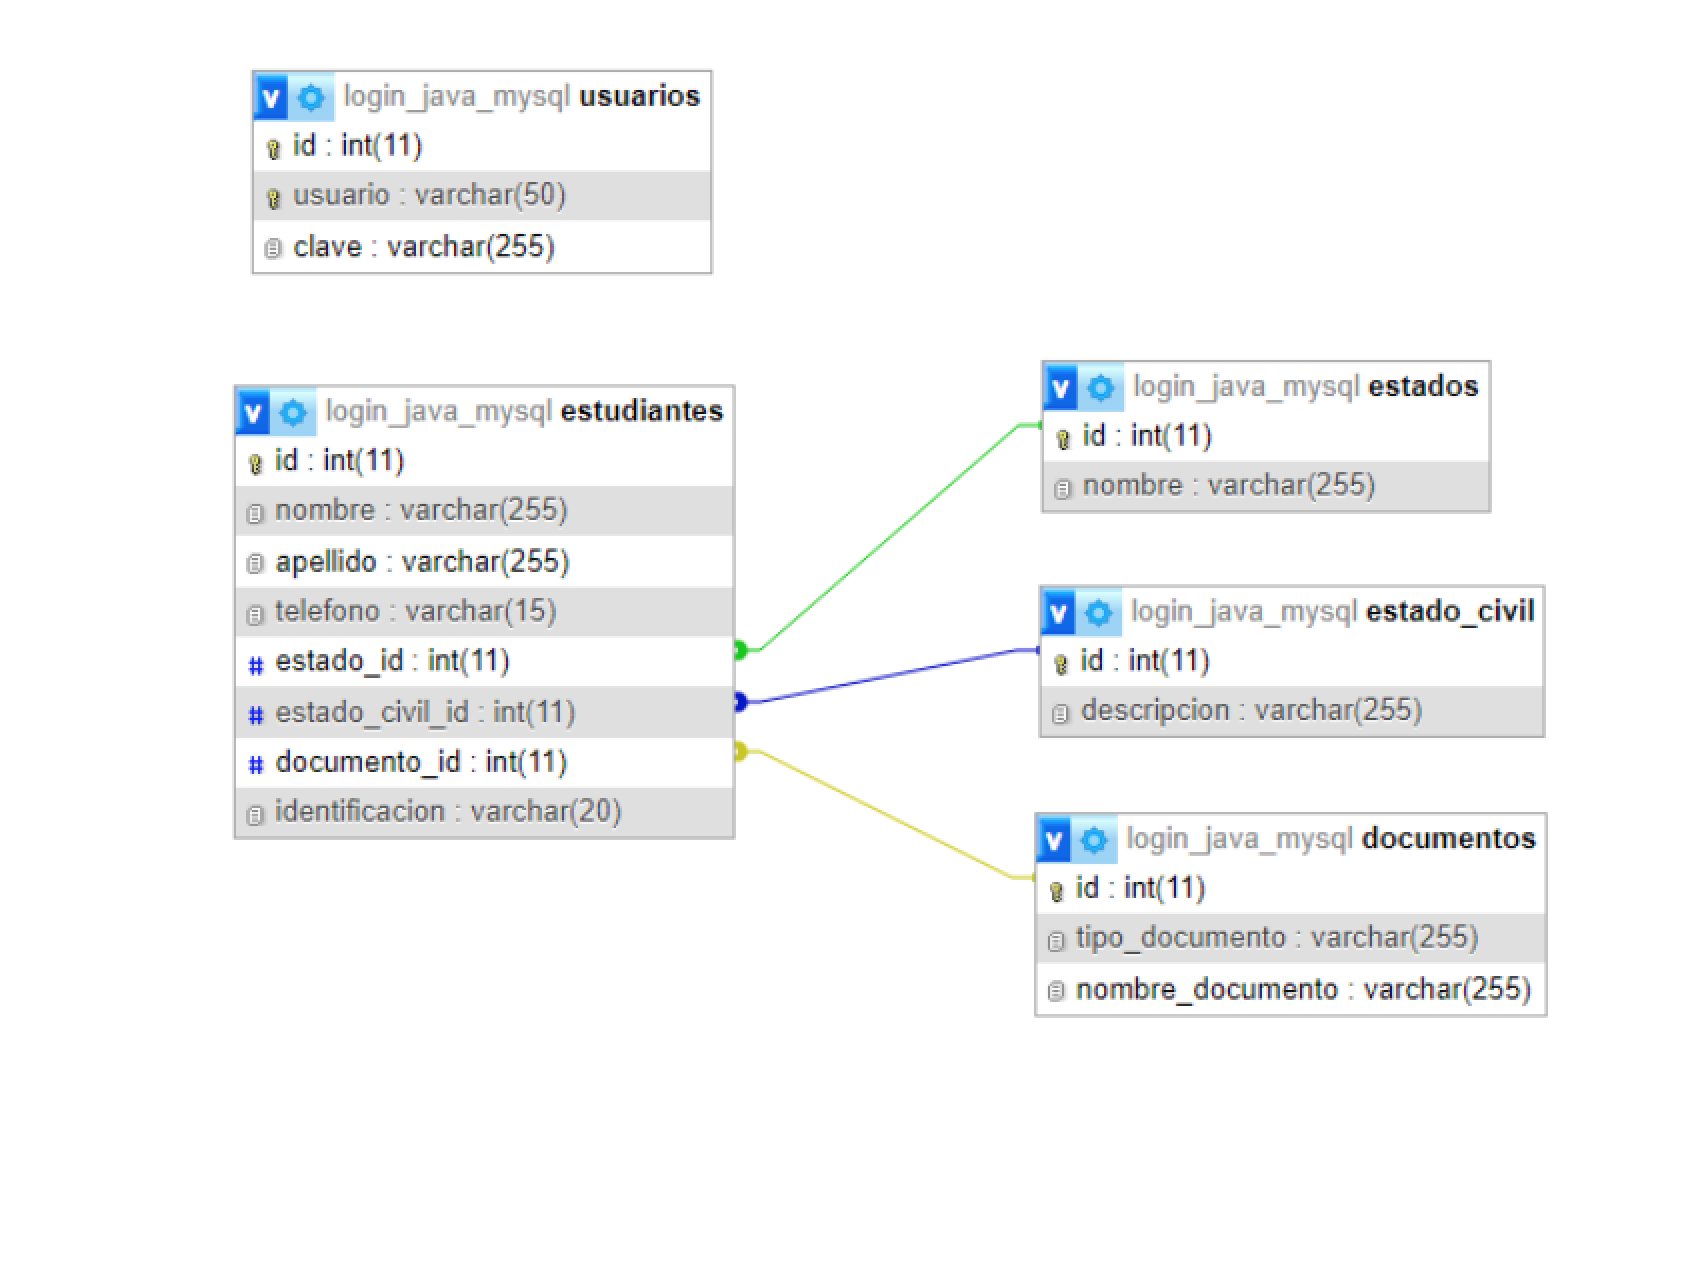 v login_java_mysql usuarios
id : int(11)
usuario : varchar(50)
clave : varchar(255)
v login_java_mysql estudiantes
id : int(11)
nombre : varchar(255)
apellido : varchar(255)
telefono : varchar(15)
# estado_id : int(11)
# estado_civil_id : int(11)
# documento_id : int(11)
identificacion : varchar(20)
v login_java_mysql estados
id : int(11)
nombre : varchar(255)
v login_java_mysql estado_civil
id : int(11)
descripcion : varchar(255)
v login_java_mysql documentos
id : int(11)
tipo_documento : varchar(255)
nombre_documento : varchar(255)